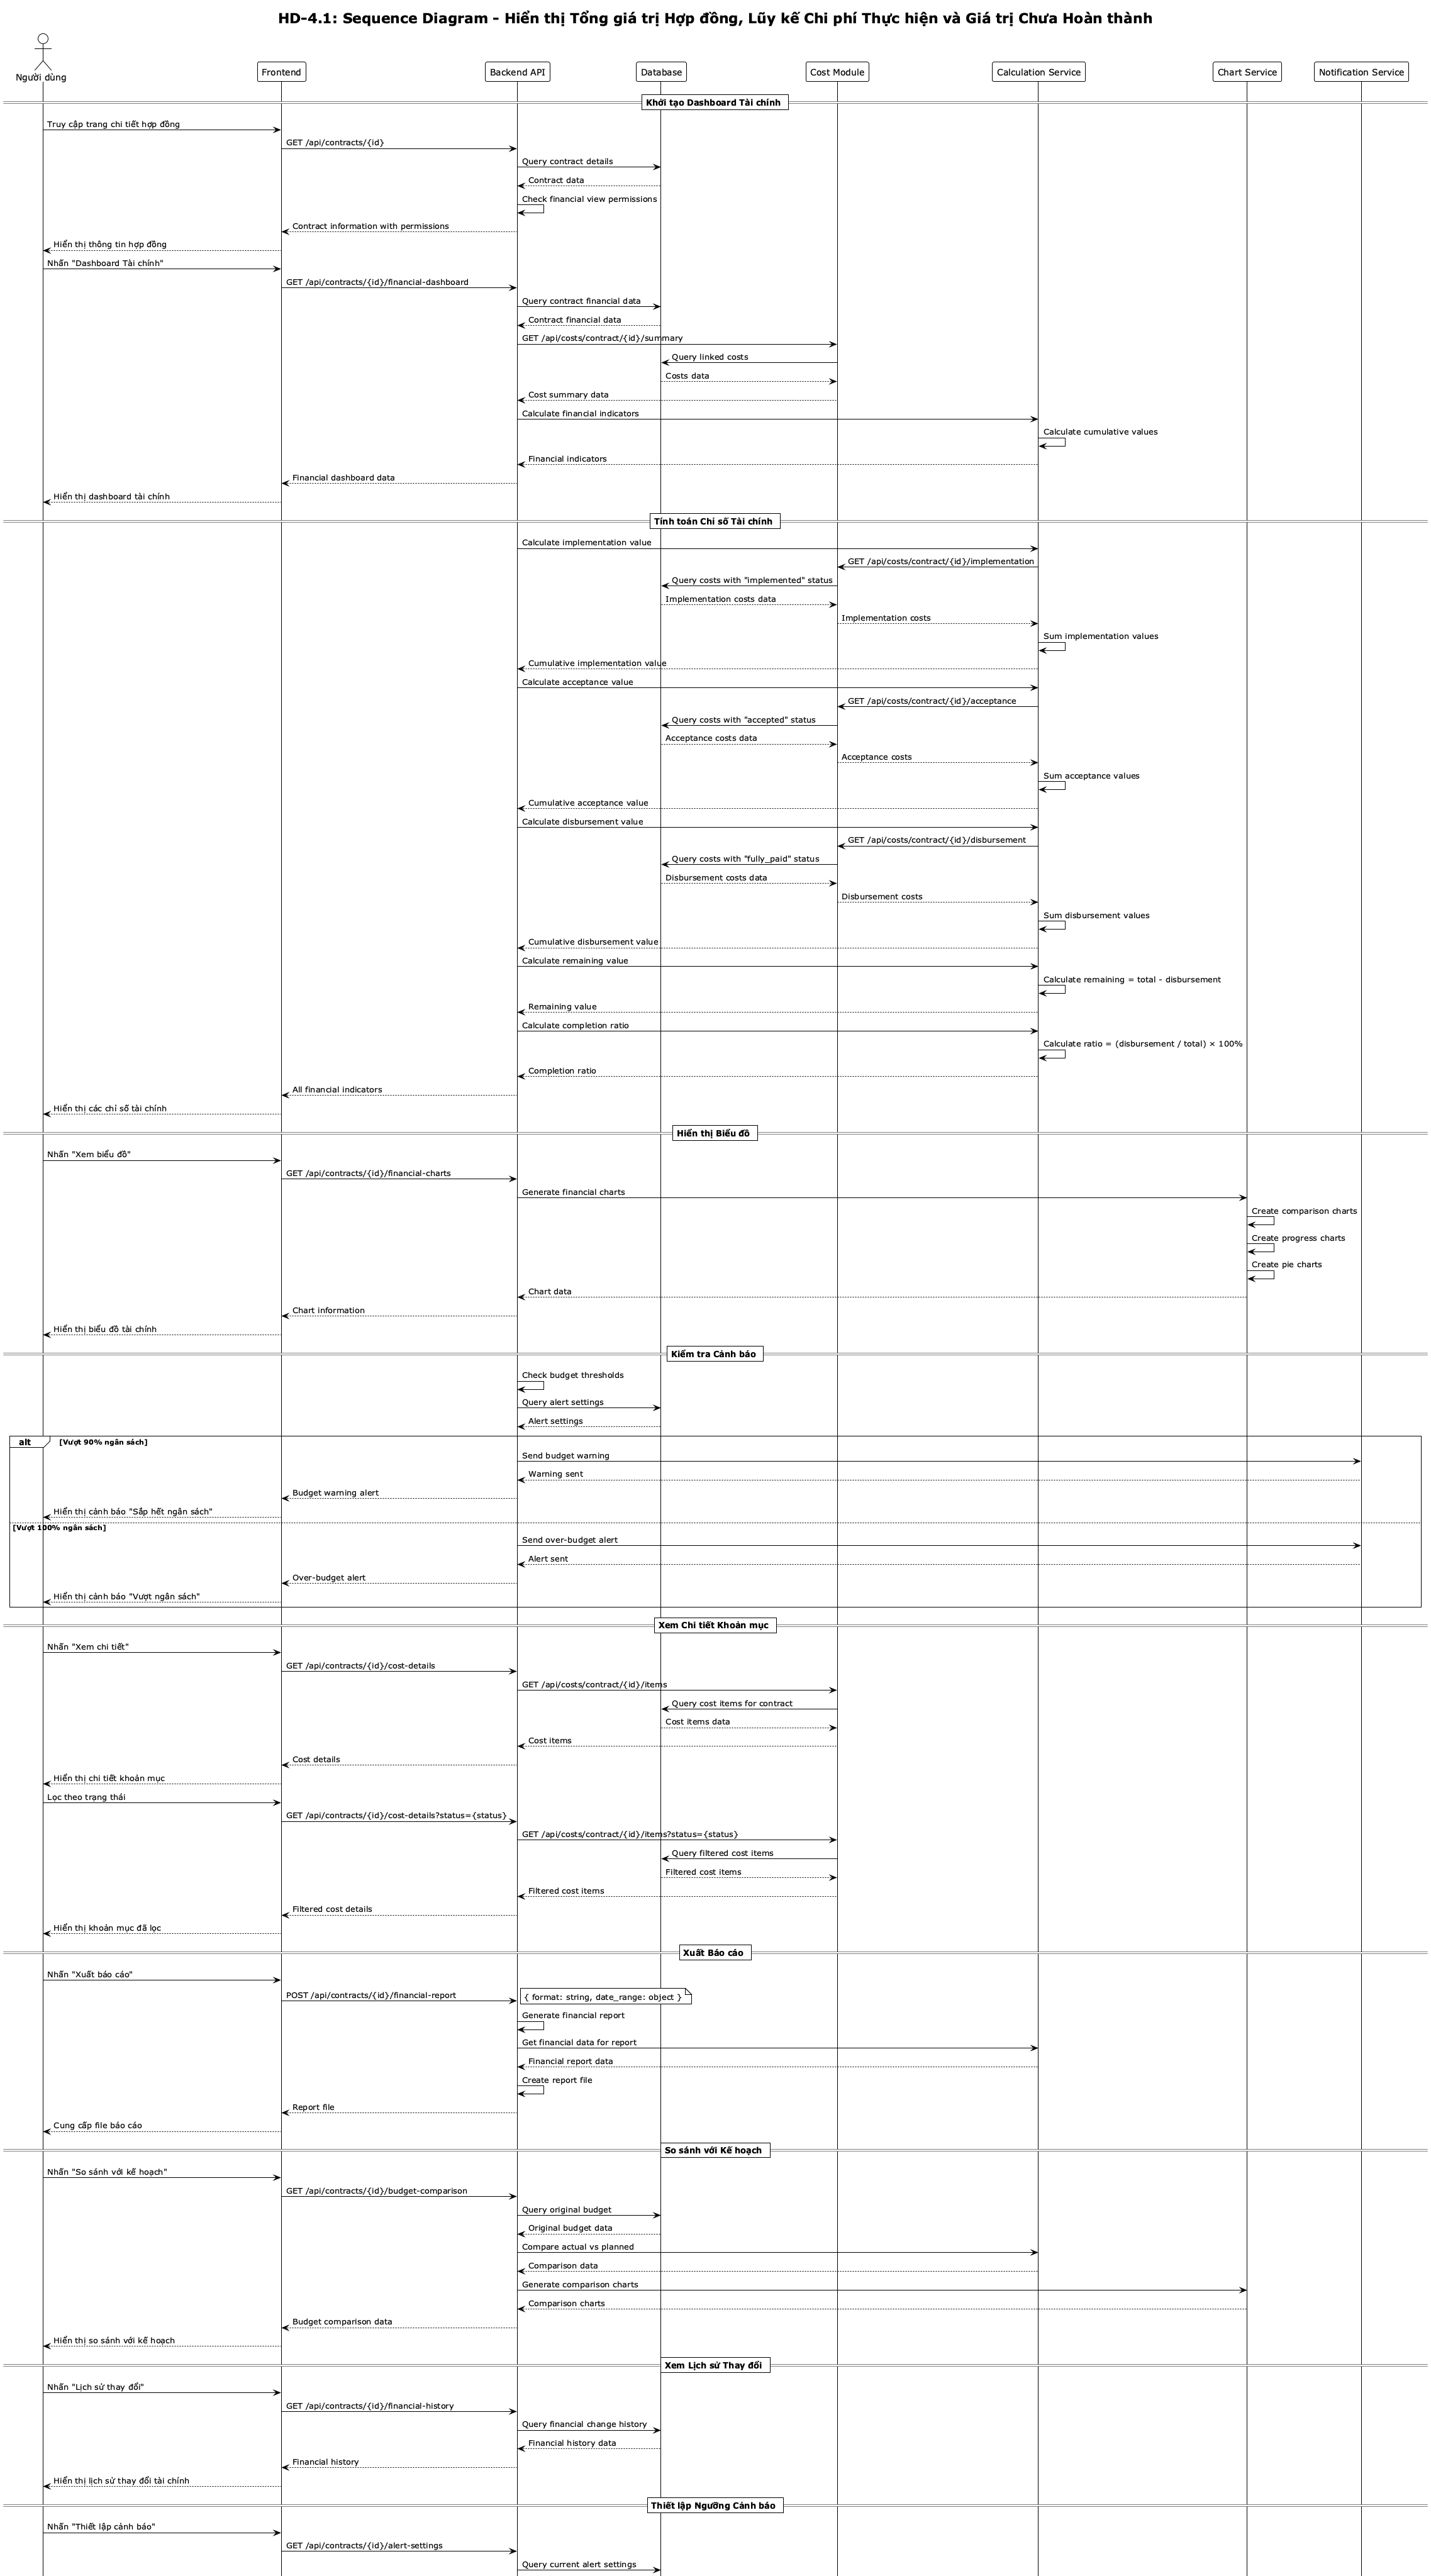 HD-4.1: Sequence Diagram - Hiển thị Tổng giá trị Hợp đồng, Lũy kế Chi phí Thực hiện và Giá trị Chưa Hoàn thành
Người dùng
Frontend
Backend API
Database
Cost Module
Calculation Service
Chart Service
Notification Service
Khởi tạo Dashboard Tài chính
Truy cập trang chi tiết hợp đồng
GET /api/contracts/{id}
Query contract details
Contract data
Check financial view permissions
Contract information with permissions
Hiển thị thông tin hợp đồng
Nhấn "Dashboard Tài chính"
GET /api/contracts/{id}/financial-dashboard
Query contract financial data
Contract financial data
GET /api/costs/contract/{id}/summary
Query linked costs
Costs data
Cost summary data
Calculate financial indicators
Calculate cumulative values
Financial indicators
Financial dashboard data
Hiển thị dashboard tài chính
Tính toán Chỉ số Tài chính
Calculate implementation value
GET /api/costs/contract/{id}/implementation
Query costs with "implemented" status
Implementation costs data
Implementation costs
Sum implementation values
Cumulative implementation value
Calculate acceptance value
GET /api/costs/contract/{id}/acceptance
Query costs with "accepted" status
Acceptance costs data
Acceptance costs
Sum acceptance values
Cumulative acceptance value
Calculate disbursement value
GET /api/costs/contract/{id}/disbursement
Query costs with "fully_paid" status
Disbursement costs data
Disbursement costs
Sum disbursement values
Cumulative disbursement value
Calculate remaining value
Calculate remaining = total - disbursement
Remaining value
Calculate completion ratio
Calculate ratio = (disbursement / total) × 100%
Completion ratio
All financial indicators
Hiển thị các chỉ số tài chính
Hiển thị Biểu đồ
Nhấn "Xem biểu đồ"
GET /api/contracts/{id}/financial-charts
Generate financial charts
Create comparison charts
Create progress charts
Create pie charts
Chart data
Chart information
Hiển thị biểu đồ tài chính
Kiểm tra Cảnh báo
Check budget thresholds
Query alert settings
Alert settings
alt
[Vượt 90% ngân sách]
Send budget warning
Warning sent
Budget warning alert
Hiển thị cảnh báo "Sắp hết ngân sách"
[Vượt 100% ngân sách]
Send over-budget alert
Alert sent
Over-budget alert
Hiển thị cảnh báo "Vượt ngân sách"
Xem Chi tiết Khoản mục
Nhấn "Xem chi tiết"
GET /api/contracts/{id}/cost-details
GET /api/costs/contract/{id}/items
Query cost items for contract
Cost items data
Cost items
Cost details
Hiển thị chi tiết khoản mục
Lọc theo trạng thái
GET /api/contracts/{id}/cost-details?status={status}
GET /api/costs/contract/{id}/items?status={status}
Query filtered cost items
Filtered cost items
Filtered cost items
Filtered cost details
Hiển thị khoản mục đã lọc
Xuất Báo cáo
Nhấn "Xuất báo cáo"
POST /api/contracts/{id}/financial-report
{ format: string, date_range: object }
Generate financial report
Get financial data for report
Financial report data
Create report file
Report file
Cung cấp file báo cáo
So sánh với Kế hoạch
Nhấn "So sánh với kế hoạch"
GET /api/contracts/{id}/budget-comparison
Query original budget
Original budget data
Compare actual vs planned
Comparison data
Generate comparison charts
Comparison charts
Budget comparison data
Hiển thị so sánh với kế hoạch
Xem Lịch sử Thay đổi
Nhấn "Lịch sử thay đổi"
GET /api/contracts/{id}/financial-history
Query financial change history
Financial history data
Financial history
Hiển thị lịch sử thay đổi tài chính
Thiết lập Ngưỡng Cảnh báo
Nhấn "Thiết lập cảnh báo"
GET /api/contracts/{id}/alert-settings
Query current alert settings